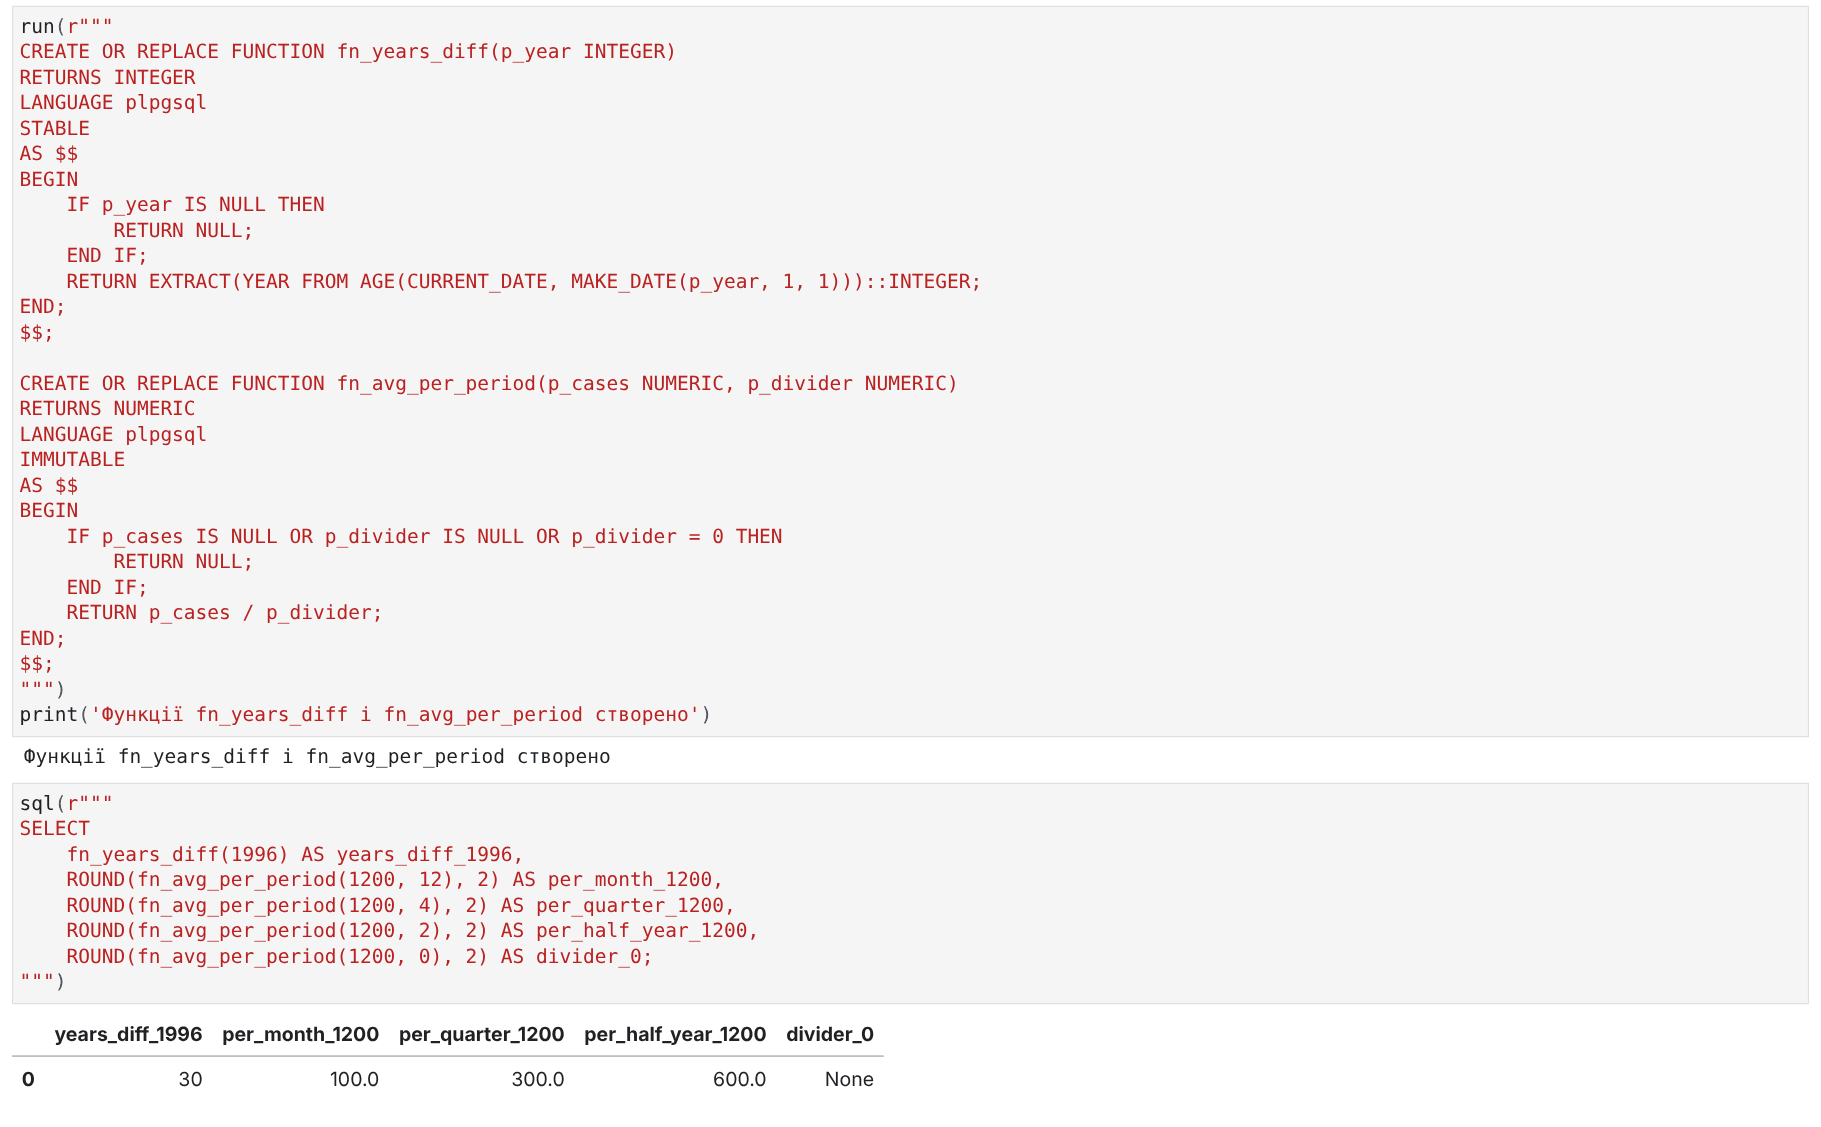 run(r"""
CREATE OR REPLACE FUNCTION fn_years_diff(p_year INTEGER)
RETURNS INTEGER
LANGUAGE plpgsql
STABLE
AS $$
BEGIN
    IF p_year IS NULL THEN
        RETURN NULL;
    END IF;
    RETURN EXTRACT(YEAR FROM AGE(CURRENT_DATE, MAKE_DATE(p_year, 1, 1)))::INTEGER;
END;
$$;

CREATE OR REPLACE FUNCTION fn_avg_per_period(p_cases NUMERIC, p_divider NUMERIC)
RETURNS NUMERIC
LANGUAGE plpgsql
IMMUTABLE
AS $$
BEGIN
    IF p_cases IS NULL OR p_divider IS NULL OR p_divider = 0 THEN
        RETURN NULL;
    END IF;
    RETURN p_cases / p_divider;
END;
$$;
""")
print('Функції fn_years_diff і fn_avg_per_period створено')
Функції fn_years_diff і fn_avg_per_period створено
sql(r"""
SELECT
    fn_years_diff(1996) AS years_diff_1996,
    ROUND(fn_avg_per_period(1200, 12), 2) AS per_month_1200,
    ROUND(fn_avg_per_period(1200, 4), 2) AS per_quarter_1200,
    ROUND(fn_avg_per_period(1200, 2), 2) AS per_half_year_1200,
    ROUND(fn_avg_per_period(1200, 0), 2) AS divider_0;
""")
years_diff_1996 per_month_1200 per_quarter_1200 per_half_year_1200 divider_0
0 30 100.0 300.0 600.0 None